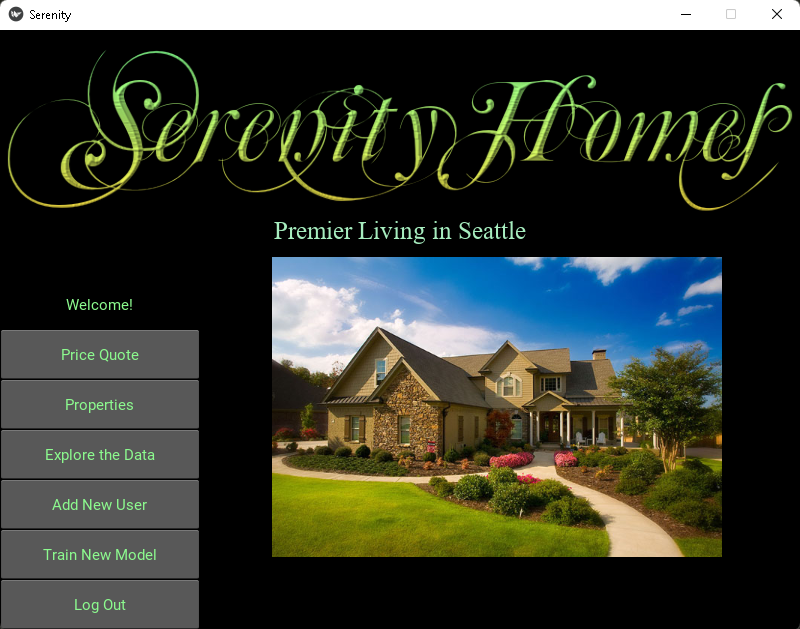 Serenity
Serenity Homes
Premier Living in Seattle
Welcome!
Price Quote
Properties
Explore the Data
Add New User
Train New Model
Log Out